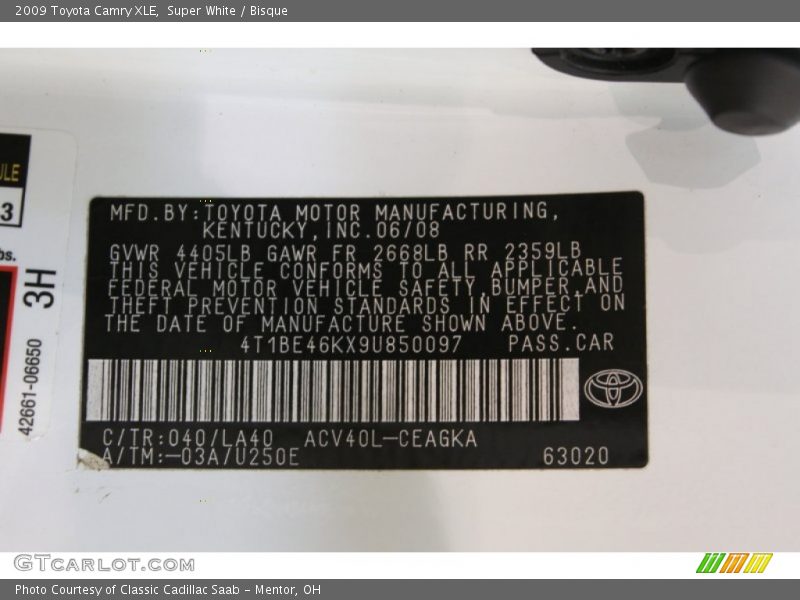 2009 Toyota Camry XLE,  Super White / Bisque
ULE
3
bs.
3H
42661-06650
MFD.BY:TOYOTA MOTOR MANUFACTURING,
KENTUCKY,INC.06/08
GVWR 4405LB GAWR FR 2668LB RR 2359LB
THIS VEHICLE CONFORMS TO ALL APPLICABLE
FEDERAL MOTOR VEHICLE SAFETY,BUMPER,AND
THEFT PREVENTION STANDARDS IN EFFECT ON
THE DATE OF MANUFACTURE SHOWN ABOVE.
4T1BE46KX9U850097 PASS.CAR
C/TR:040/LA40 ACV40L-CEAGKA
A/TM:-03A/U250E 63020
GTCARLOT.COM
Photo Courtesy of Classic Cadillac Saab - Mentor, OH